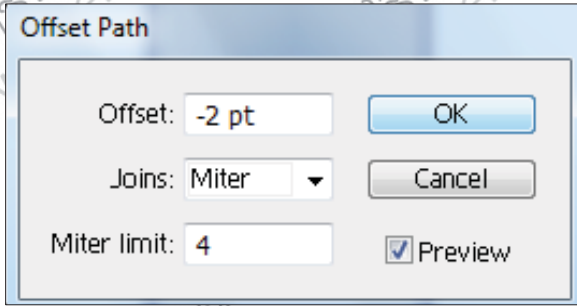 Offset Path
Offset: -2 pt OK
Joins: Miter Cancel
Miter limit: 4 Preview